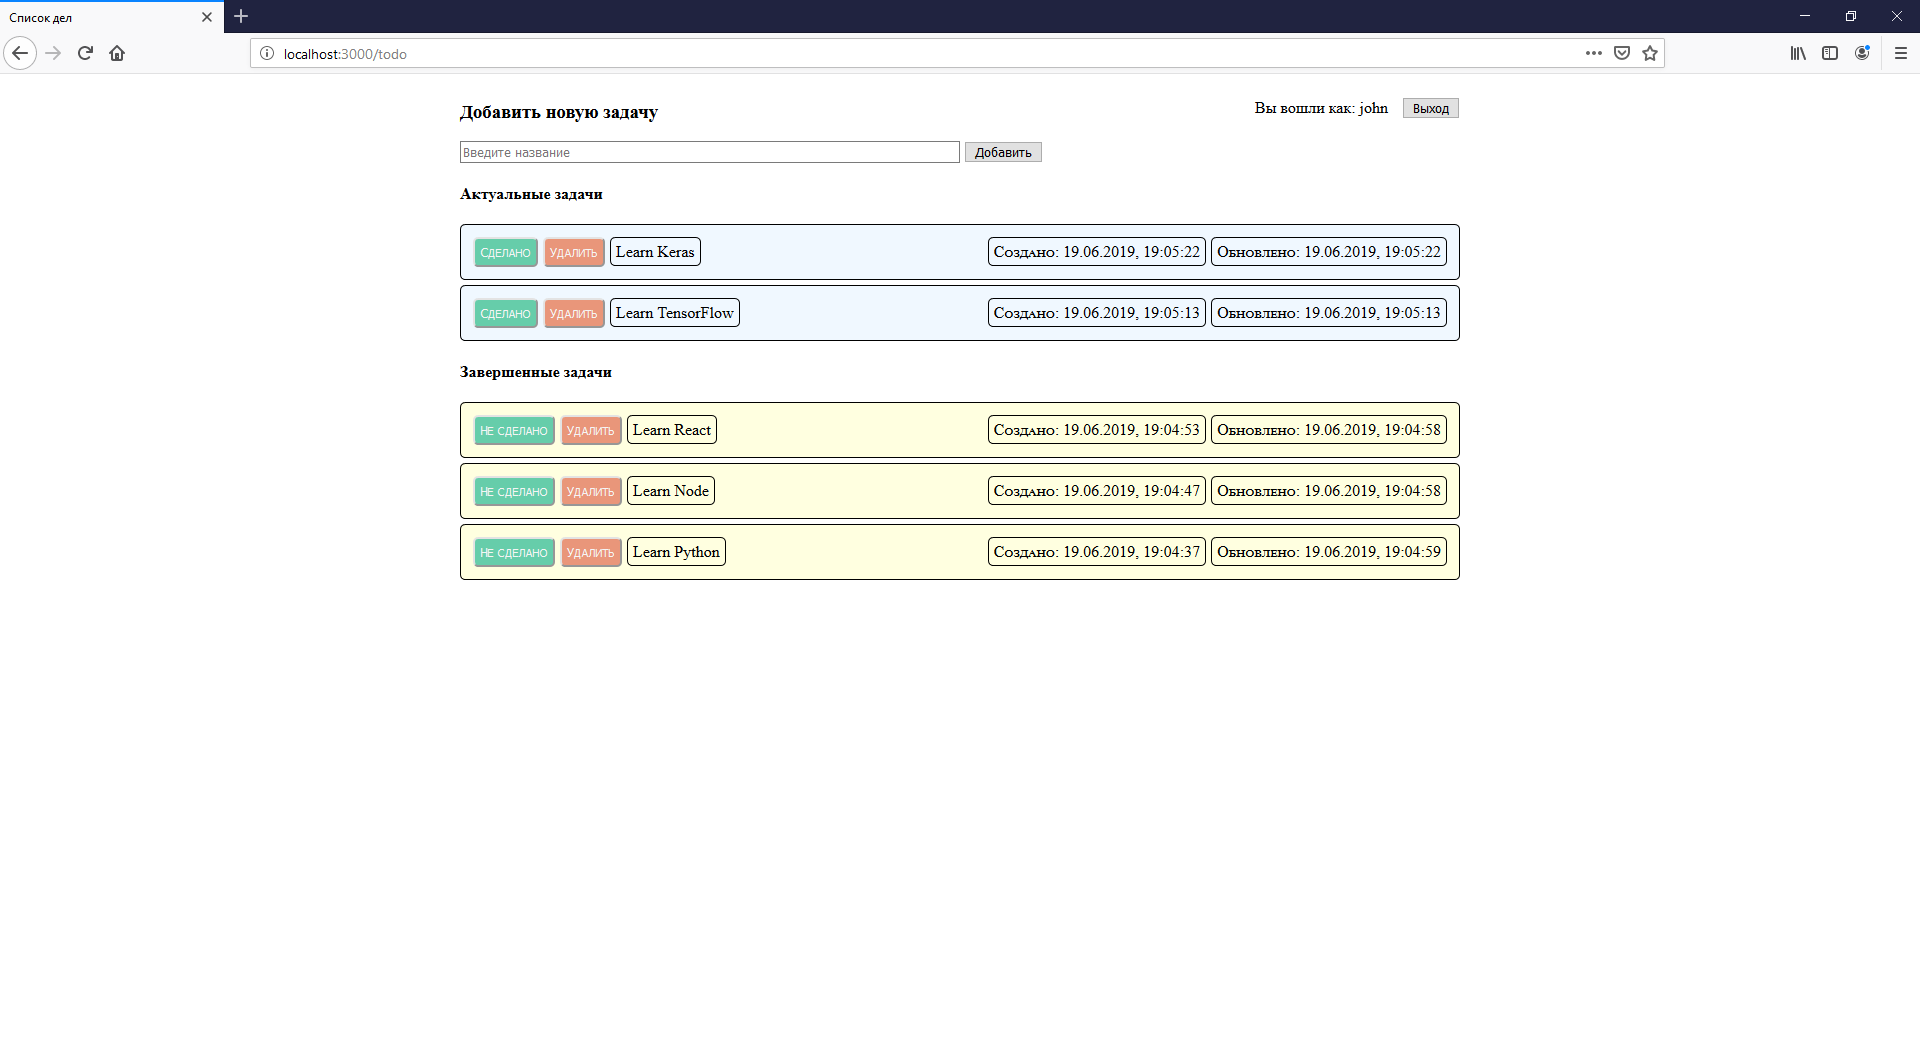 Список дел
localhost:3000/todo
Добавить новую задачу
Вы вошли как: john Выход
Введите название Добавить
Актуальные задачи
Сделано Удалить Learn Keras Создано: 19.06.2019, 19:05:22 Обновлено: 19.06.2019, 19:05:22
Сделано Удалить Learn TensorFlow Создано: 19.06.2019, 19:05:13 Обновлено: 19.06.2019, 19:05:13
Завершенные задачи
Не сделано Удалить Learn React Создано: 19.06.2019, 19:04:53 Обновлено: 19.06.2019, 19:04:58
Не сделано Удалить Learn Node Создано: 19.06.2019, 19:04:47 Обновлено: 19.06.2019, 19:04:58
Не сделано Удалить Learn Python Создано: 19.06.2019, 19:04:37 Обновлено: 19.06.2019, 19:04:59